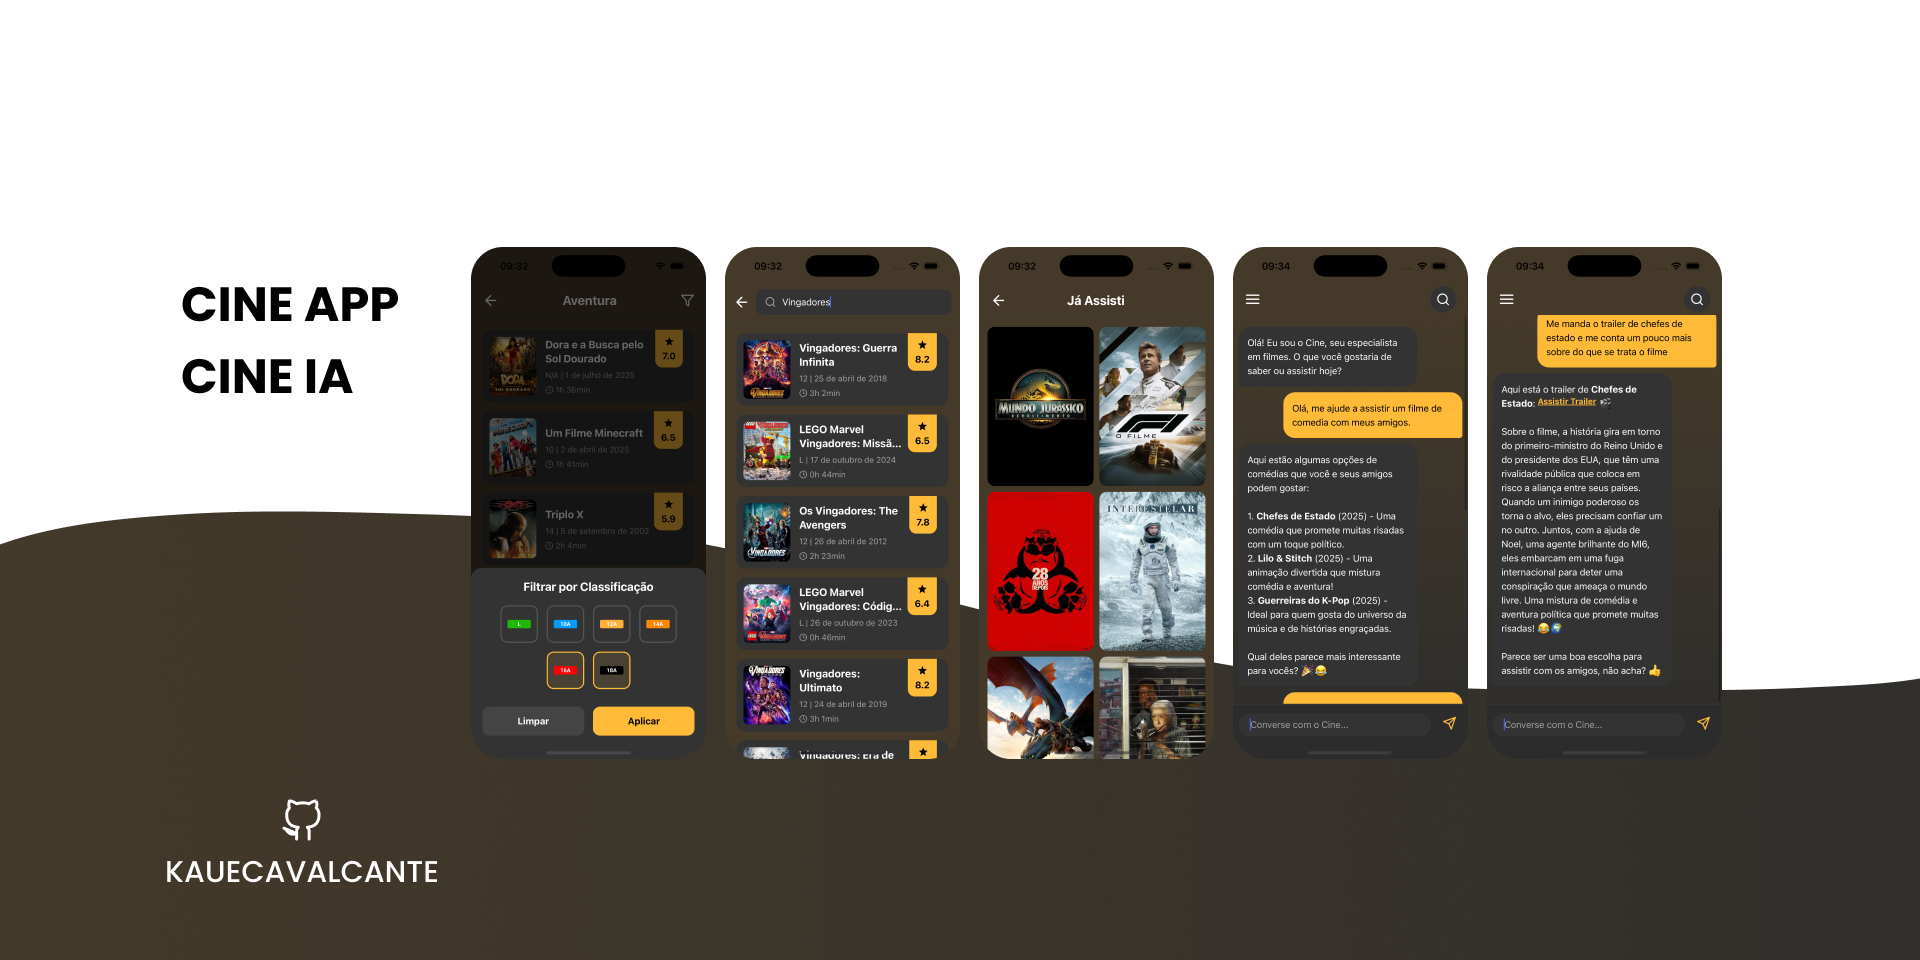 CINE APP
CINE IA
KAUECAVALCANTE
09:32
Aventura
Dora e a Busca pelo
Sol Dourado
N/A | 1 de julho de 2025
1h 36min
7.0
Um Filme Minecraft
10 | 2 de abril de 2025
1h 41min
6.5
Triplo X
14 | 5 de setembro de 2002
2h 4min
5.9
Filtrar por Classificação
L
10A
12A
14A
16A
18A
Limpar
Aplicar
09:32
Vingadores
Vingadores: Guerra
Infinita
12 | 25 de abril de 2018
3h 2min
8.2
LEGO Marvel
Vingadores: Missã...
L | 17 de outubro de 2024
0h 44min
6.5
Os Vingadores: The
Avengers
12 | 26 de abril de 2012
2h 23min
7.8
LEGO Marvel
Vingadores: Códig...
L | 26 de outubro de 2023
0h 46min
6.4
Vingadores:
Ultimato
12 | 24 de abril de 2019
3h 1min
8.2
Vingadores: Era de
09:32
Já Assisti
MUNDO JURÁSSICO
RENASCIMENTO
F1
O FILME
28
ANOS
DEPOIS
INTERESTELAR
09:34
Olá! Eu sou o Cine, seu especialista
em filmes. O que você gostaria de
saber ou assistir hoje?
Olá, me ajude a assistir um filme de
comedia com meus amigos.
Aqui estão algumas opções de
comédias que você e seus amigos
podem gostar:
1. Chefes de Estado (2025) - Uma
comédia que promete muitas risadas
com um toque político.
2. Lilo & Stitch (2025) - Uma
animação divertida que mistura
comédia e aventura!
3. Guerreiras do K-Pop (2025) -
Ideal para quem gosta do universo da
música e de histórias engraçadas.
Qual deles parece mais interessante
para vocês? 🎉😂
Converse com o Cine...
09:34
Me manda o trailer de chefes de
estado e me conta um pouco mais
sobre do que se trata o filme
Aqui está o trailer de Chefes de
Estado: Assistir Trailer 🎬
Sobre o filme, a história gira em torno
do primeiro-ministro do Reino Unido e
do presidente dos EUA, que têm uma
rivalidade pública que coloca em
risco a aliança entre seus países.
Quando um inimigo poderoso os
torna o alvo, eles precisam confiar um
no outro. Juntos, com a ajuda de
Noel, uma agente brilhante do MI6,
eles embarcam em uma fuga
internacional para deter uma
conspiração que ameaça o mundo
livre. Uma mistura de comédia e
aventura política que promete muitas
risadas! 😂🌍
Parece ser uma boa escolha para
assistir com os amigos, não acha? 👍
Converse com o Cine...